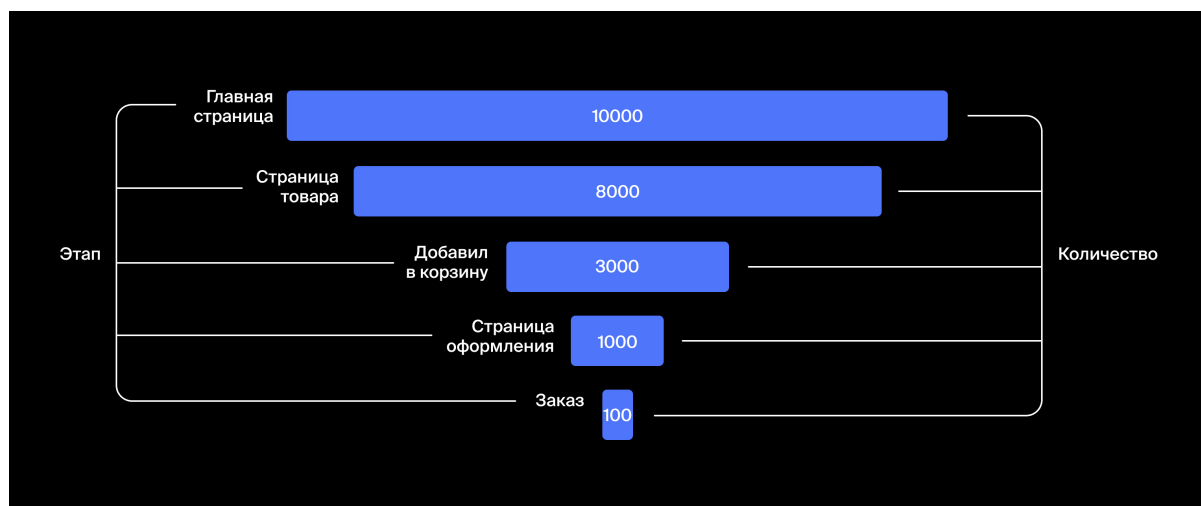 Главная
страница
10000
Страница
товара
8000
Этап
Добавил
в корзину
3000
Количество
Страница
оформления
1000
Заказ
100